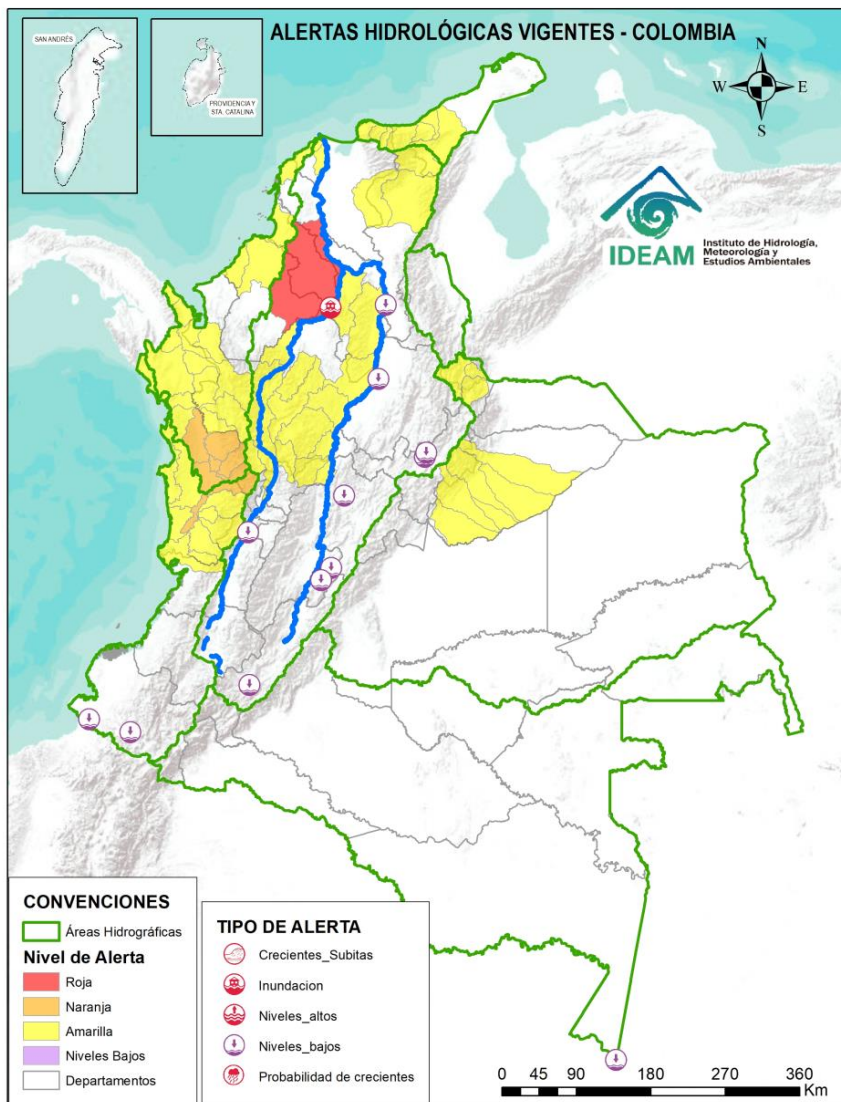 ALERTAS HIDROLÓGICAS VIGENTES - COLOMBIA
SAN ANDRÉS
PROVIDENCIA Y
STA. CATALINA
N
W
E
S
IDEAM
Instituto de Hidrología,
Meteorología y
Estudios Ambientales
CONVENCIONES
Áreas Hidrográficas
Nivel de Alerta
Roja
Naranja
Amarilla
Niveles Bajos
Departamentos
TIPO DE ALERTA
Crecientes_Subitas
Inundacion
Niveles_altos
Niveles_bajos
Probabilidad de crecientes
0 45 90 180 270 360
Km